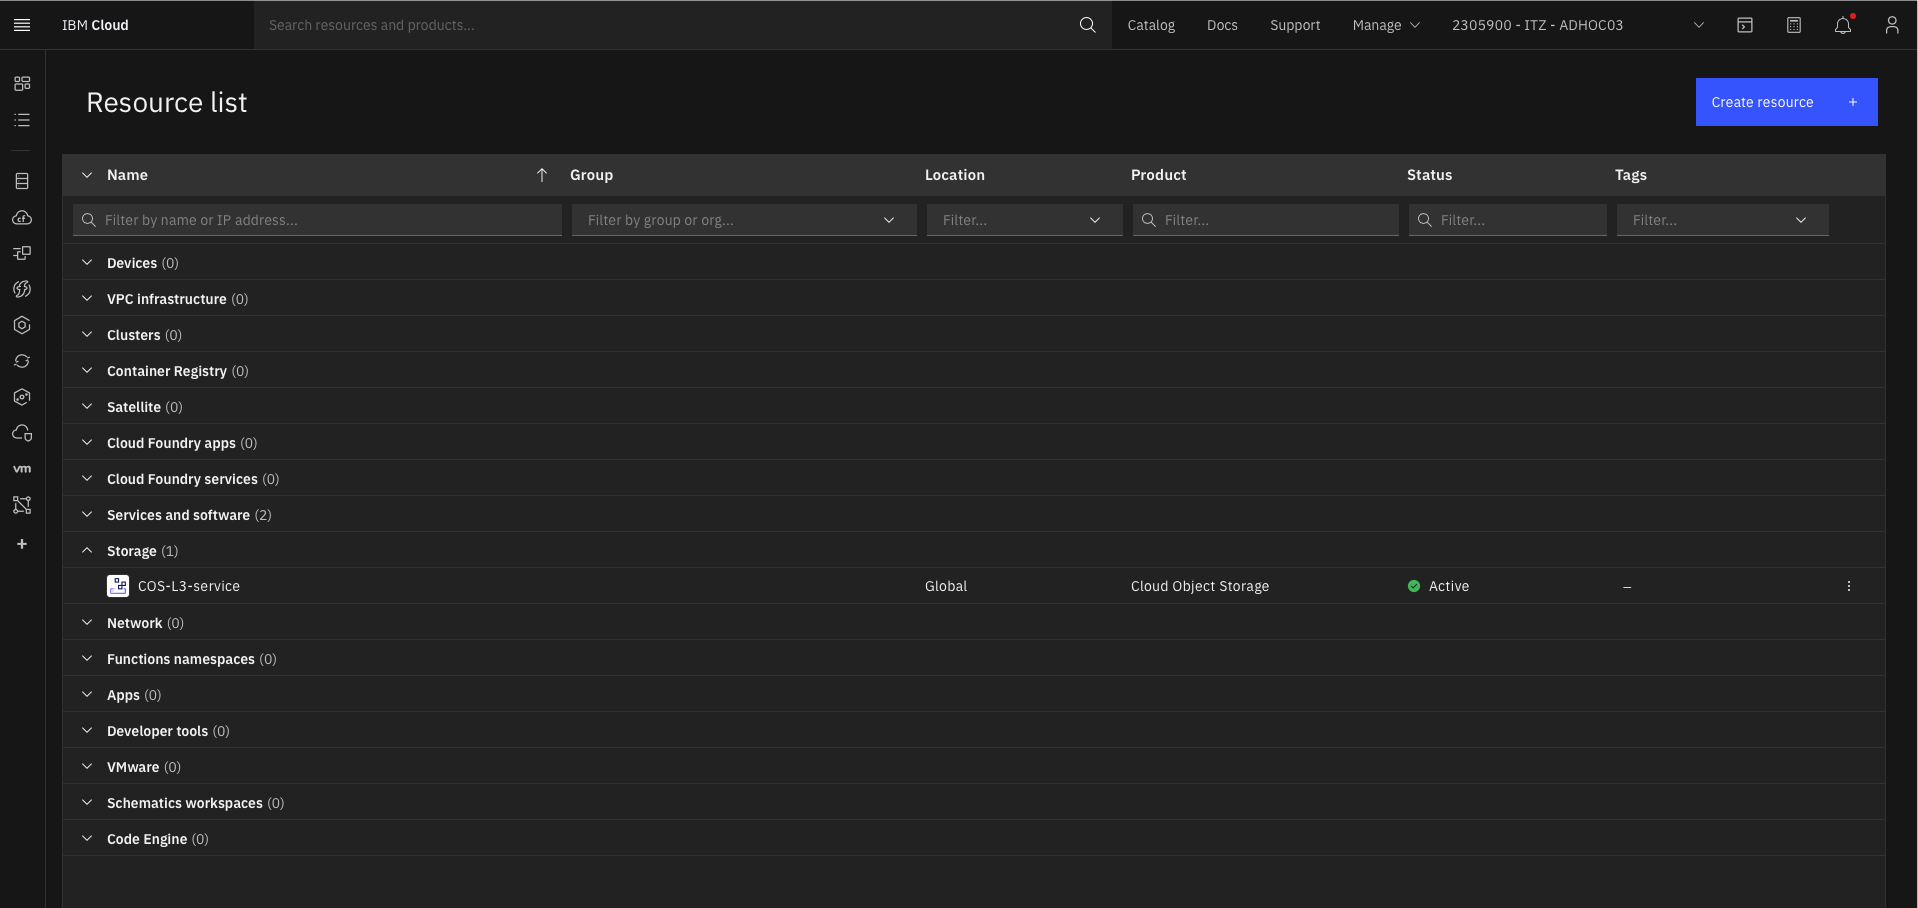 IBM Cloud
Search resources and products...
Catalog
Docs
Support
Manage
2305900 - ITZ - ADHOC03
Resource list
Create resource +
Name
Group
Location
Product
Status
Tags
Filter by name or IP address...
Filter by group or org...
Filter...
Filter...
Filter...
Filter...
Devices (0)
VPC infrastructure (0)
Clusters (0)
Container Registry (0)
Satellite (0)
Cloud Foundry apps (0)
Cloud Foundry services (0)
Services and software (2)
Storage (1)
COS-L3-service
Global
Cloud Object Storage
Active
–
Network (0)
Functions namespaces (0)
Apps (0)
Developer tools (0)
VMware (0)
Schematics workspaces (0)
Code Engine (0)
cf
vm
+